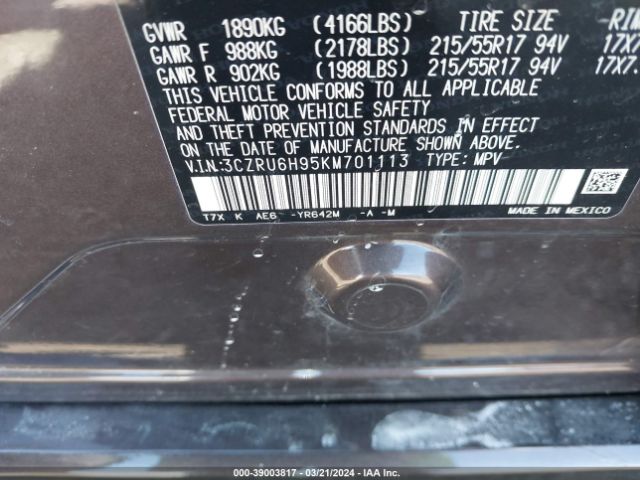 GVWR 1890KG (4166LBS) TIRE SIZE -RIM
GAWR F 988KG (2178LBS) 215/55R17 94V 17X7.
GAWR R 902KG (1988LBS) 215/55R17 94V 17X7.
THIS VEHICLE CONFORMS TO ALL APPLICABLE
FEDERAL MOTOR VEHICLE SAFETY
AND THEFT PREVENTION STANDARDS IN EFFECT
ON THE DATE OF MANUFACTURE SHOWN ABOVE.
V.I.N:3CZRU6H95KM701113 TYPE: MPV
T7X K AE6 -YR642M -A -M MADE IN MEXICO
000-39003817 - 03/21/2024 - IAA Inc.